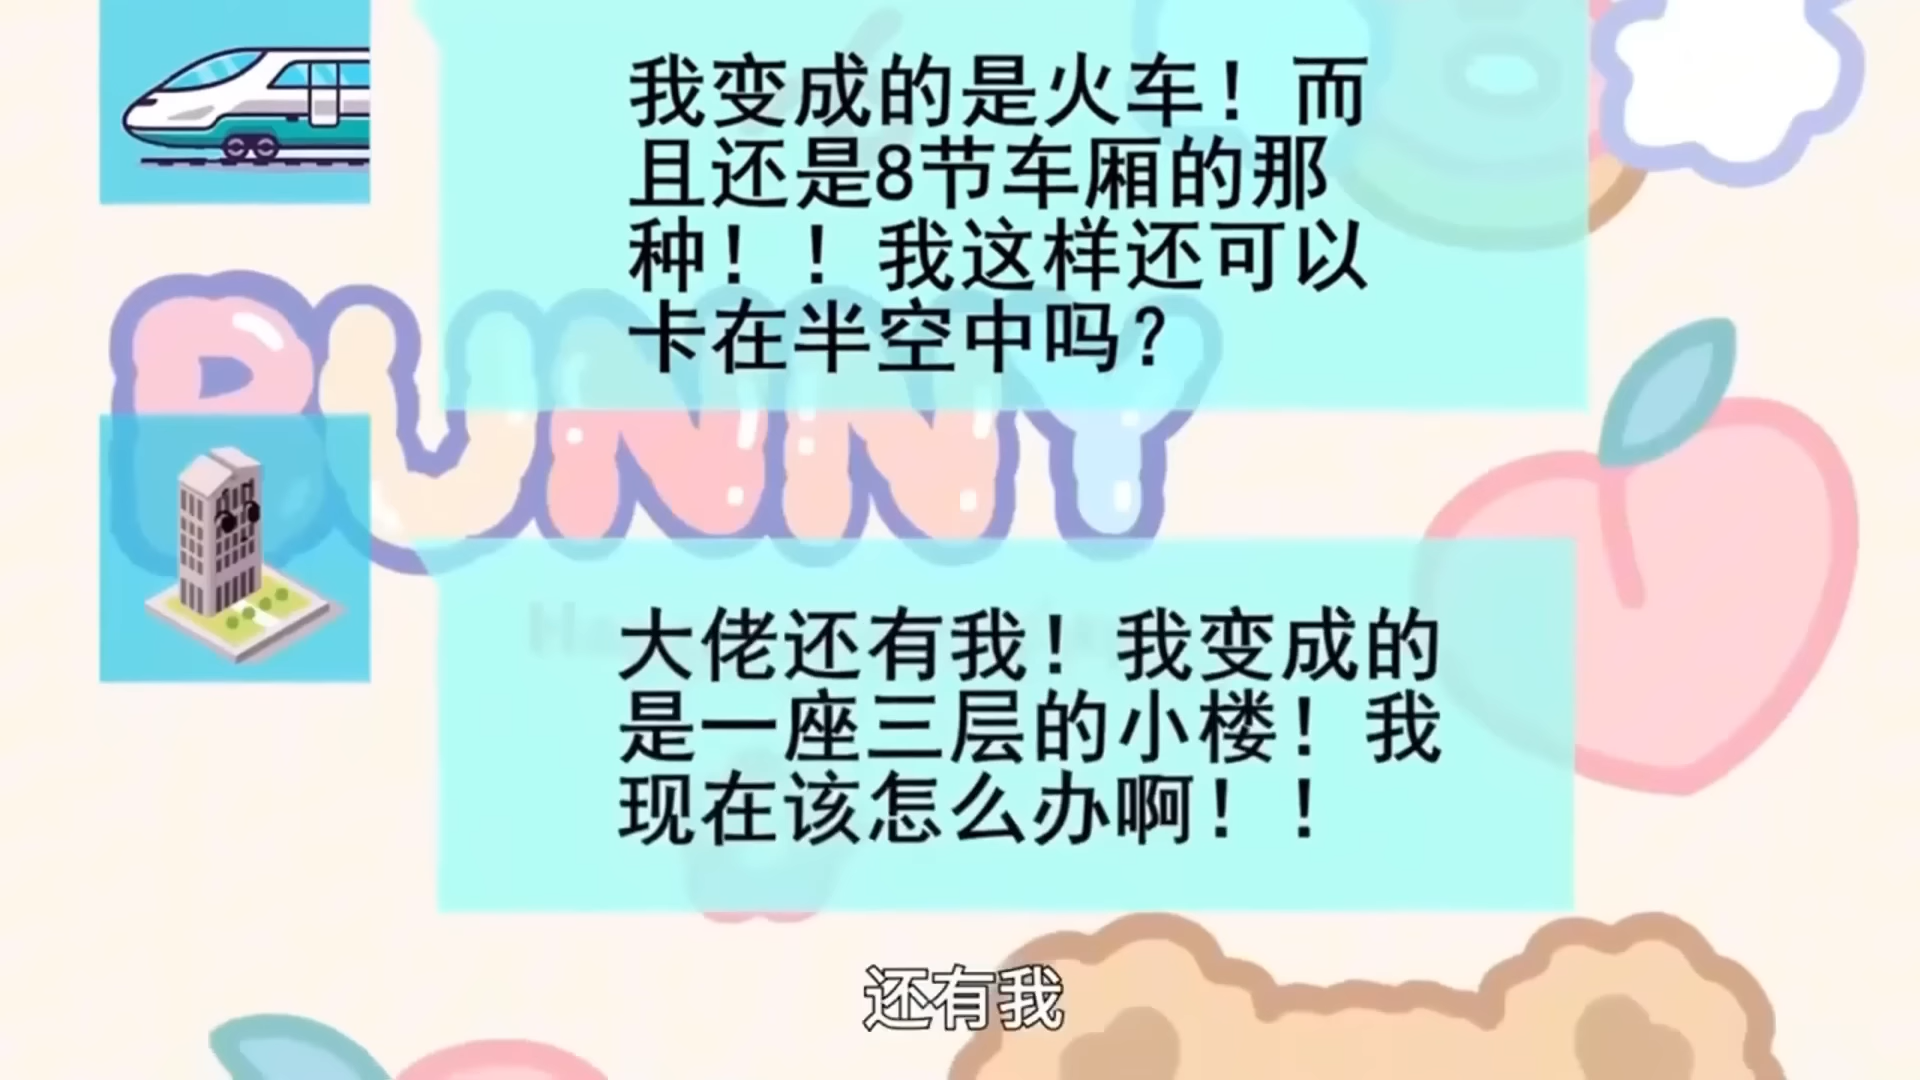 我变成的是火车！而
且还是8节车厢的那
种！！我这样还可以
卡在半空中吗？
BUNNY
大佬还有我！我变成的
是一座三层的小楼！我
现在该怎么办啊！！
还有我